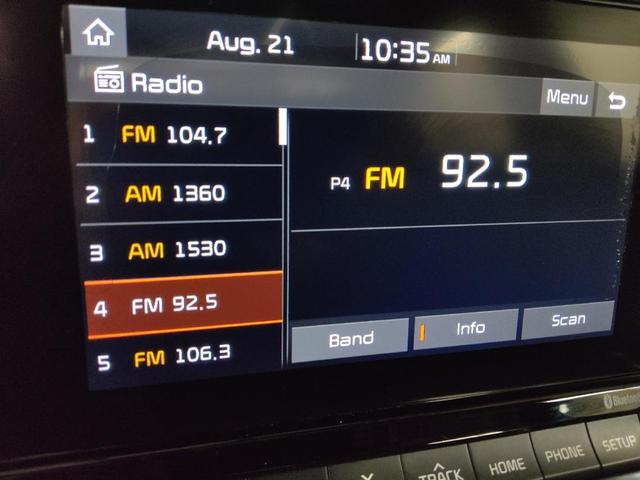 Aug. 21 10:35 AM
Radio
Menu
1 FM 104.7
2 AM 1360
3 AM 1530
4 FM 92.5
5 FM 106.3
P4 FM 92.5
Band Info Scan
Bluetooth
TRACK HOME PHONE SETUP